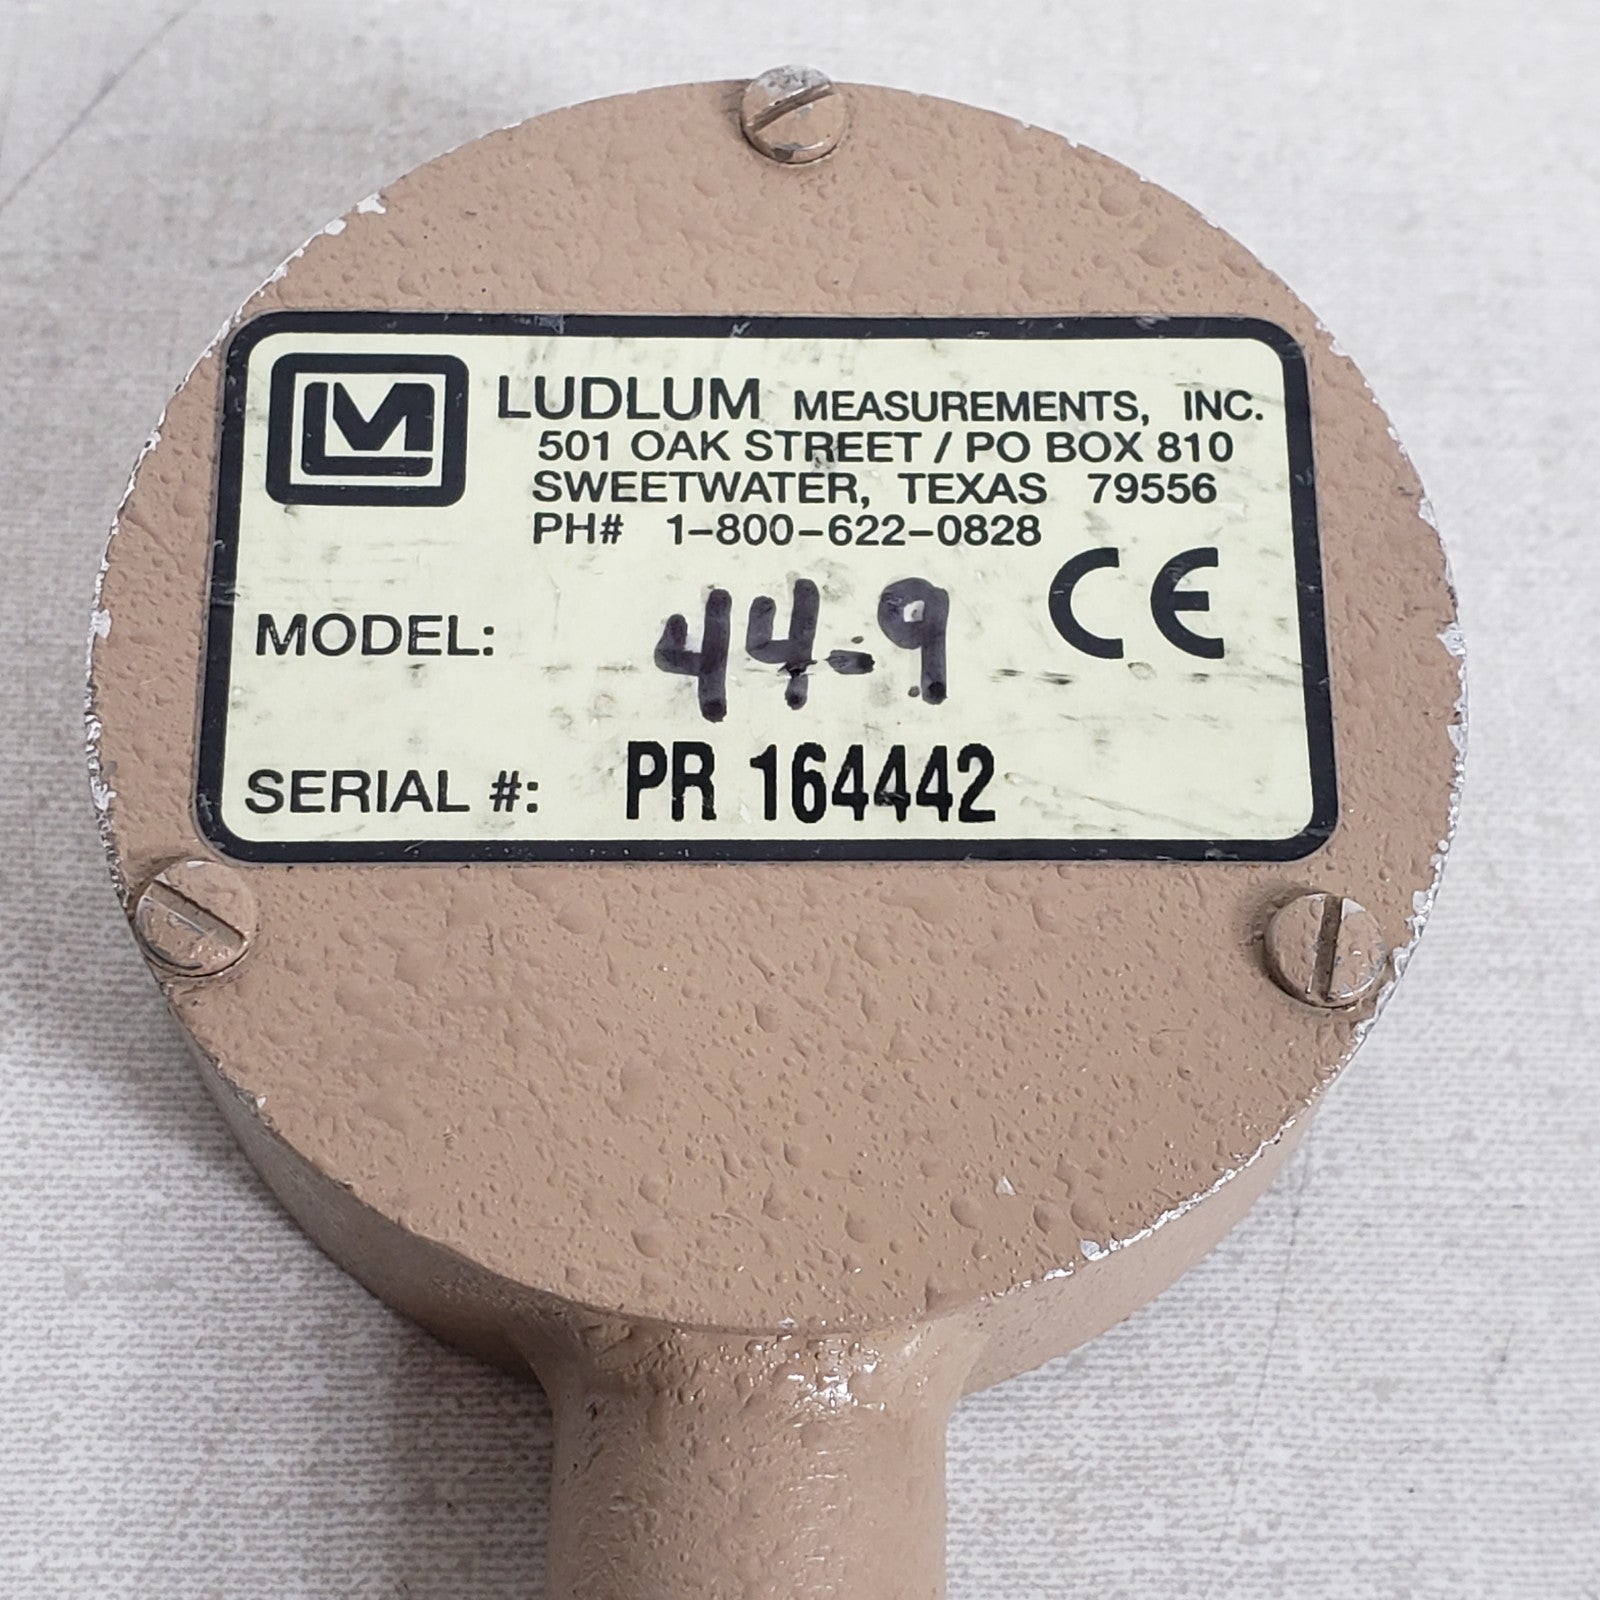 LM LUDLUM MEASUREMENTS, INC.
501 OAK STREET / PO BOX 810
SWEETWATER, TEXAS 79556
PH# 1-800-622-0828
CE
MODEL: 44-9
SERIAL #: PR 164442